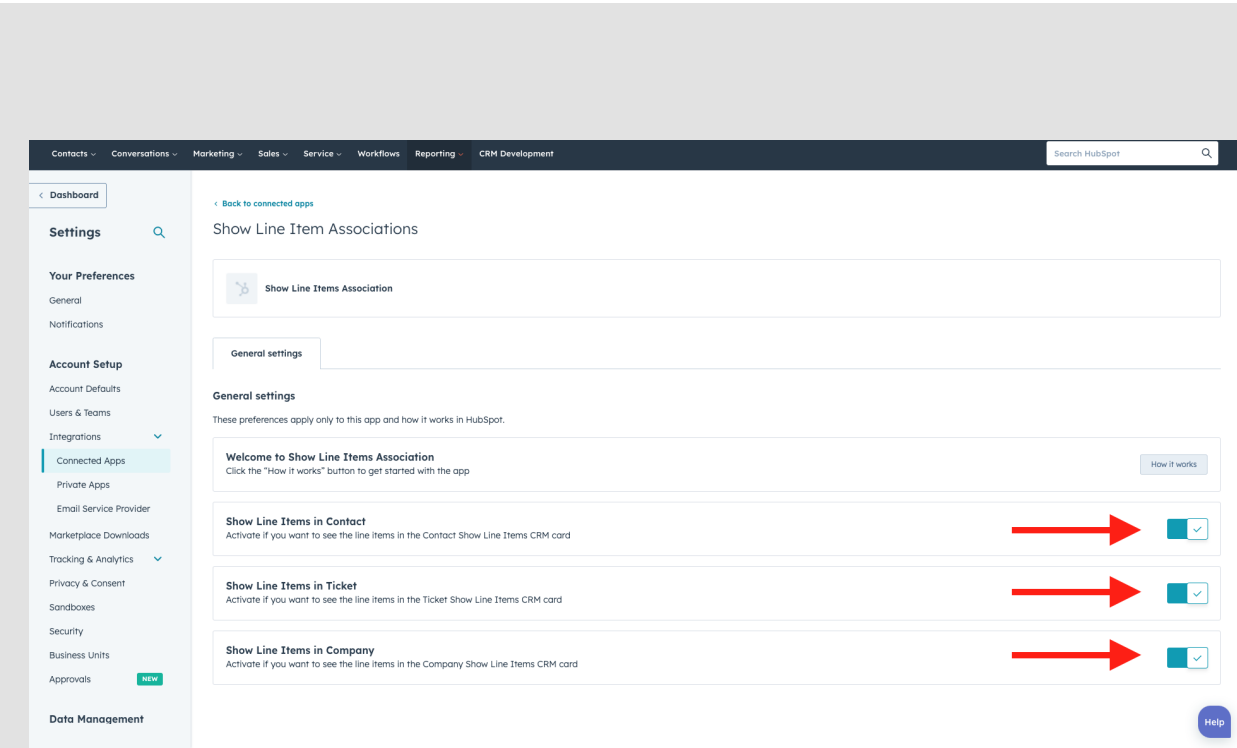 Contacts Conversations Marketing Sales Service Workflows Reporting CRM Development Search HubSpot
Dashboard
Settings
Your Preferences
General
Notifications
Account Setup
Account Defaults
Users & Teams
Integrations
Connected Apps
Private Apps
Email Service Provider
Marketplace Downloads
Tracking & Analytics
Privacy & Consent
Sandboxes
Security
Business Units
Approvals NEW
Data Management
Back to connected apps
Show Line Item Associations
Show Line Items Association
General settings
General settings
These preferences apply only to this app and how it works in HubSpot.
Welcome to Show Line Items Association
Click the "How it works" button to get started with the app
How it works
Show Line Items in Contact
Activate if you want to see the line items in the Contact Show Line Items CRM card
Show Line Items in Ticket
Activate if you want to see the line items in the Ticket Show Line Items CRM card
Show Line Items in Company
Activate if you want to see the line items in the Company Show Line Items CRM card
Help